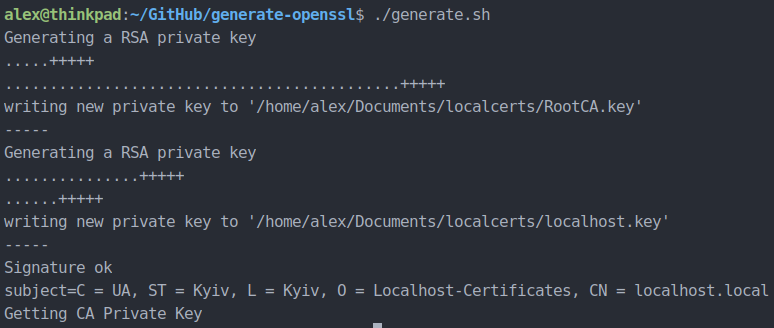 alex@thinkpad:~/GitHub/generate-openssl$ ./generate.sh
Generating a RSA private key
.....+++++
............................................+++++
writing new private key to '/home/alex/Documents/localcerts/RootCA.key'
-----
Generating a RSA private key
...............+++++
......+++++
writing new private key to '/home/alex/Documents/localcerts/localhost.key'
-----
Signature ok
subject=C = UA, ST = Kyiv, L = Kyiv, O = Localhost-Certificates, CN = localhost.local
Getting CA Private Key